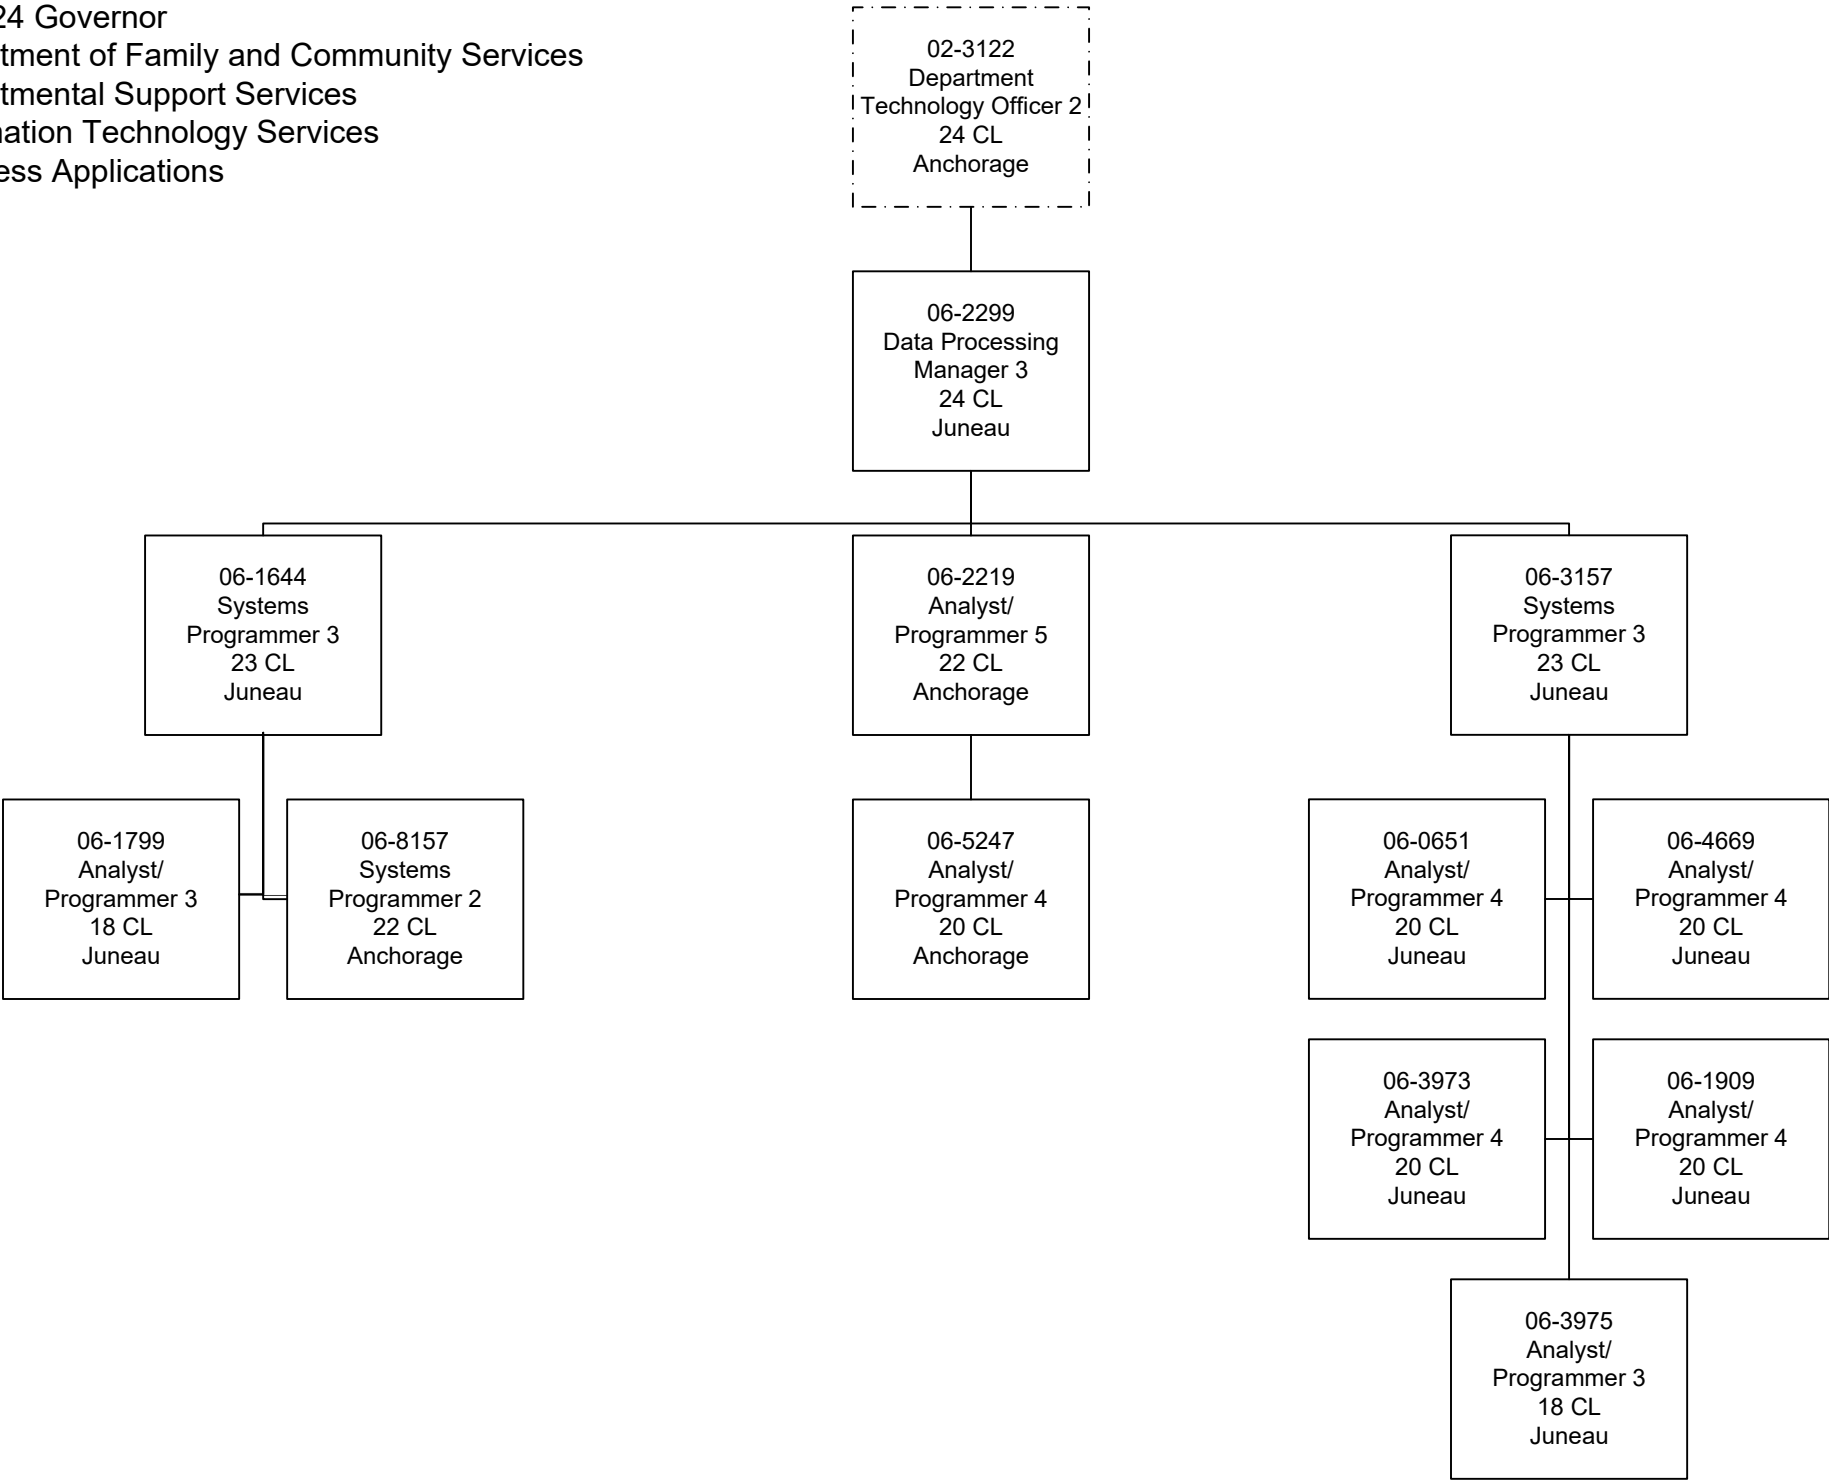 24 Governor
tment of Family and Community Services
tmental Support Services
ation Technology Services
ess Applications
02-3122
Department
Technology Officer 2
24 CL
Anchorage
06-2299
Data Processing
Manager 3
24 CL
Juneau
06-1644
Systems
Programmer 3
23 CL
Juneau
06-2219
Analyst/
Programmer 5
22 CL
Anchorage
06-3157
Systems
Programmer 3
23 CL
Juneau
06-1799
Analyst/
Programmer 3
18 CL
Juneau
06-8157
Systems
Programmer 2
22 CL
Anchorage
06-5247
Analyst/
Programmer 4
20 CL
Anchorage
06-0651
Analyst/
Programmer 4
20 CL
Juneau
06-4669
Analyst/
Programmer 4
20 CL
Juneau
06-3973
Analyst/
Programmer 4
20 CL
Juneau
06-1909
Analyst/
Programmer 4
20 CL
Juneau
06-3975
Analyst/
Programmer 3
18 CL
Juneau